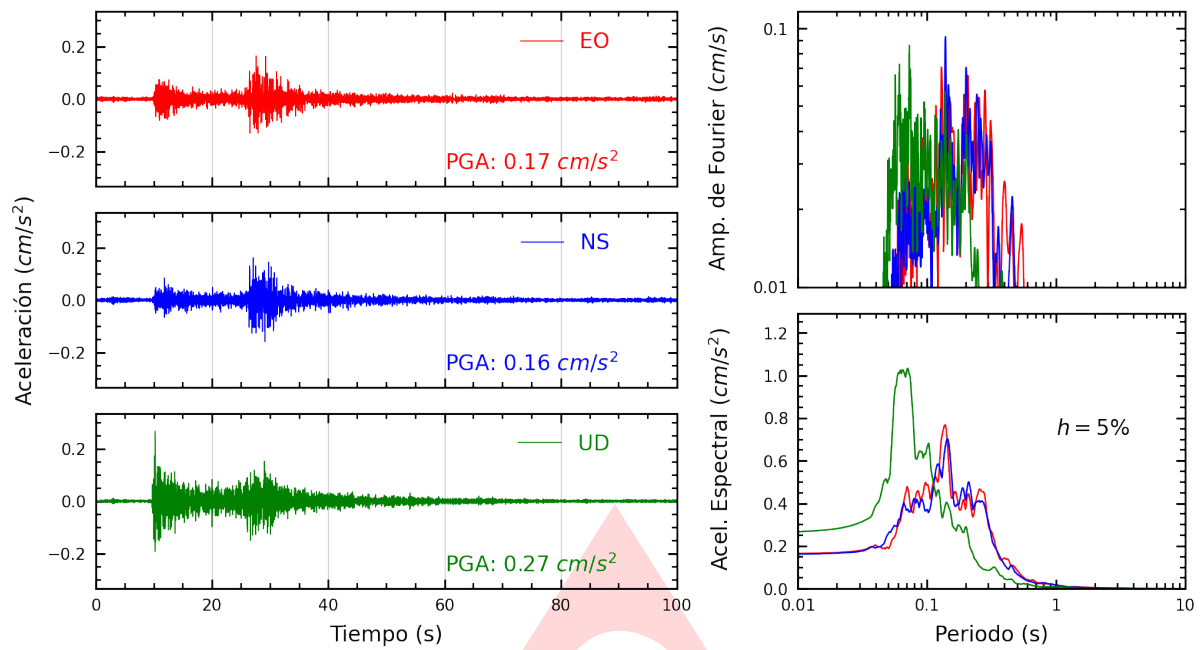 Aceleración (cm/s²)
0.2
0.0
−0.2
EO
PGA: 0.17 cm/s²
0.2
0.0
−0.2
NS
PGA: 0.16 cm/s²
0.2
0.0
−0.2
UD
PGA: 0.27 cm/s²
0 20 40 60 80 100
Tiempo (s)
Amp. de Fourier (cm/s)
0.1
0.01
Acel. Espectral (cm/s²)
1.2
1.0
0.8
0.6
0.4
0.2
0.0
h = 5%
0.01 0.1 1 10
Periodo (s)